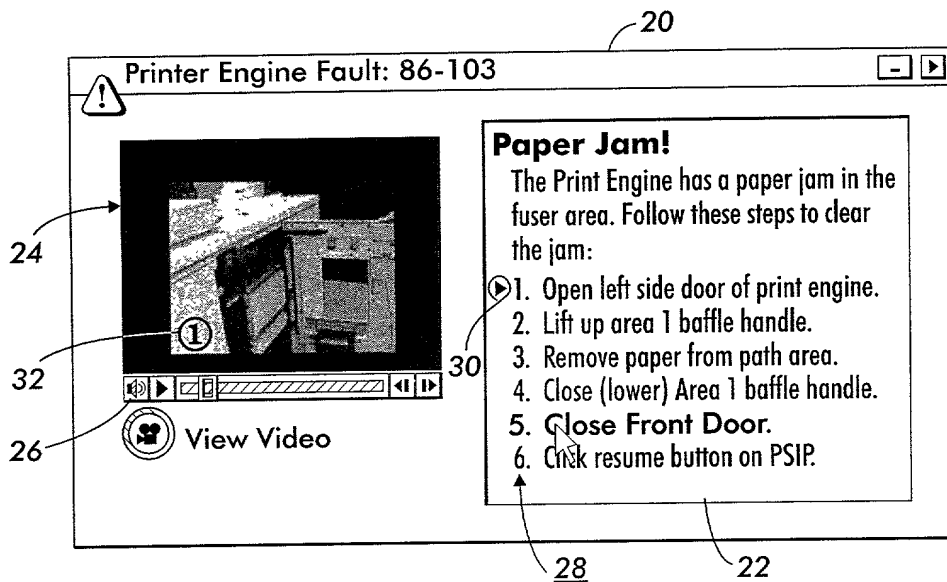 20
Printer Engine Fault: 86-103
Paper Jam!
The Print Engine has a paper jam in the
fuser area. Follow these steps to clear
the jam:
1. Open left side door of print engine.
2. Lift up area 1 baffle handle.
3. Remove paper from path area.
4. Close (lower) Area 1 baffle handle.
5. Close Front Door.
6. Click resume button on PSIP.
24
1
32
30
26
View Video
28
22